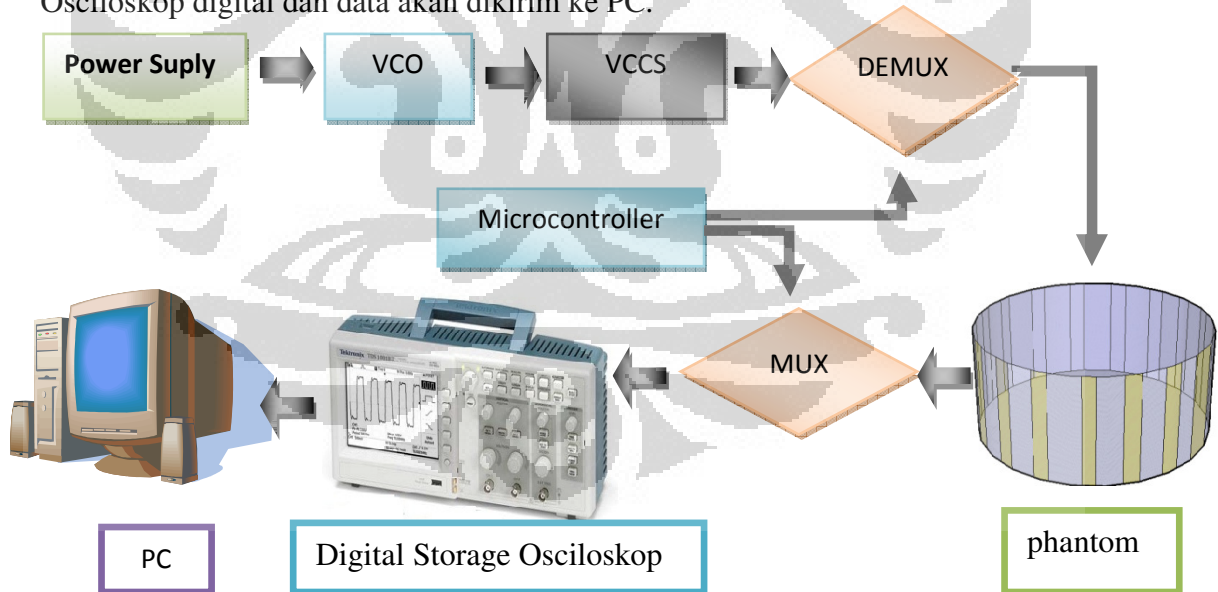 Osciloskop digital dan data akan dikirim ke PC.
Power Suply
VCO
VCCS
DEMUX
Microcontroller
MUX
Tektronix
PC
Digital Storage Osciloskop
phantom